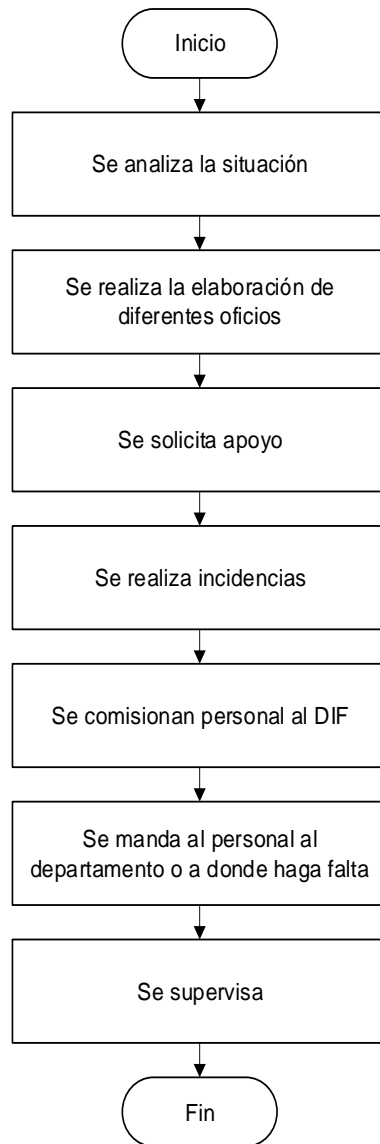 Inicio
Se analiza la situación
Se realiza la elaboración de
diferentes oficios
Se solicita apoyo
Se realiza incidencias
Se comisionan personal al DIF
Se manda al personal al
departamento o a donde haga falta
Se supervisa
Fin